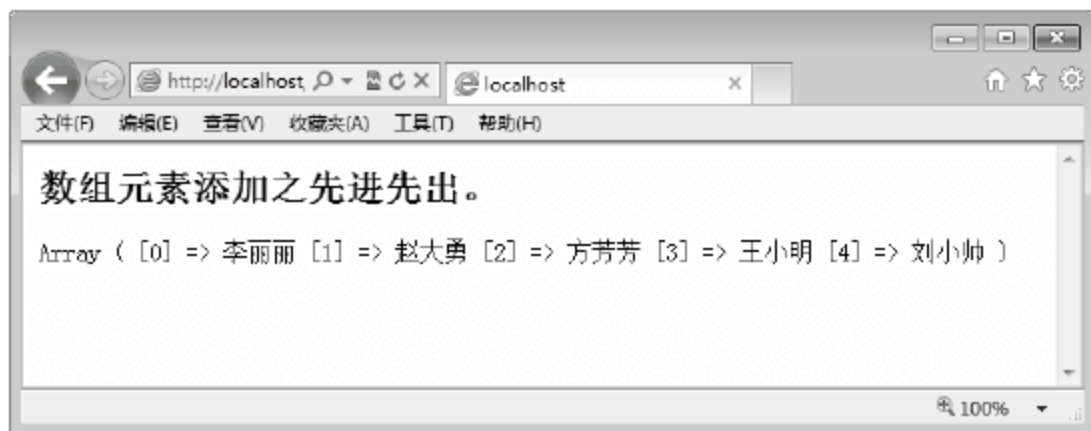 http://localhost, localhost
文件(F) 编辑(E) 查看(V) 收藏夹(A) 工具(T) 帮助(H)
数组元素添加之先进先出。
Array ( [0] => 李丽丽 [1] => 赵大勇 [2] => 方芳芳 [3] => 王小明 [4] => 刘小帅 )
100%